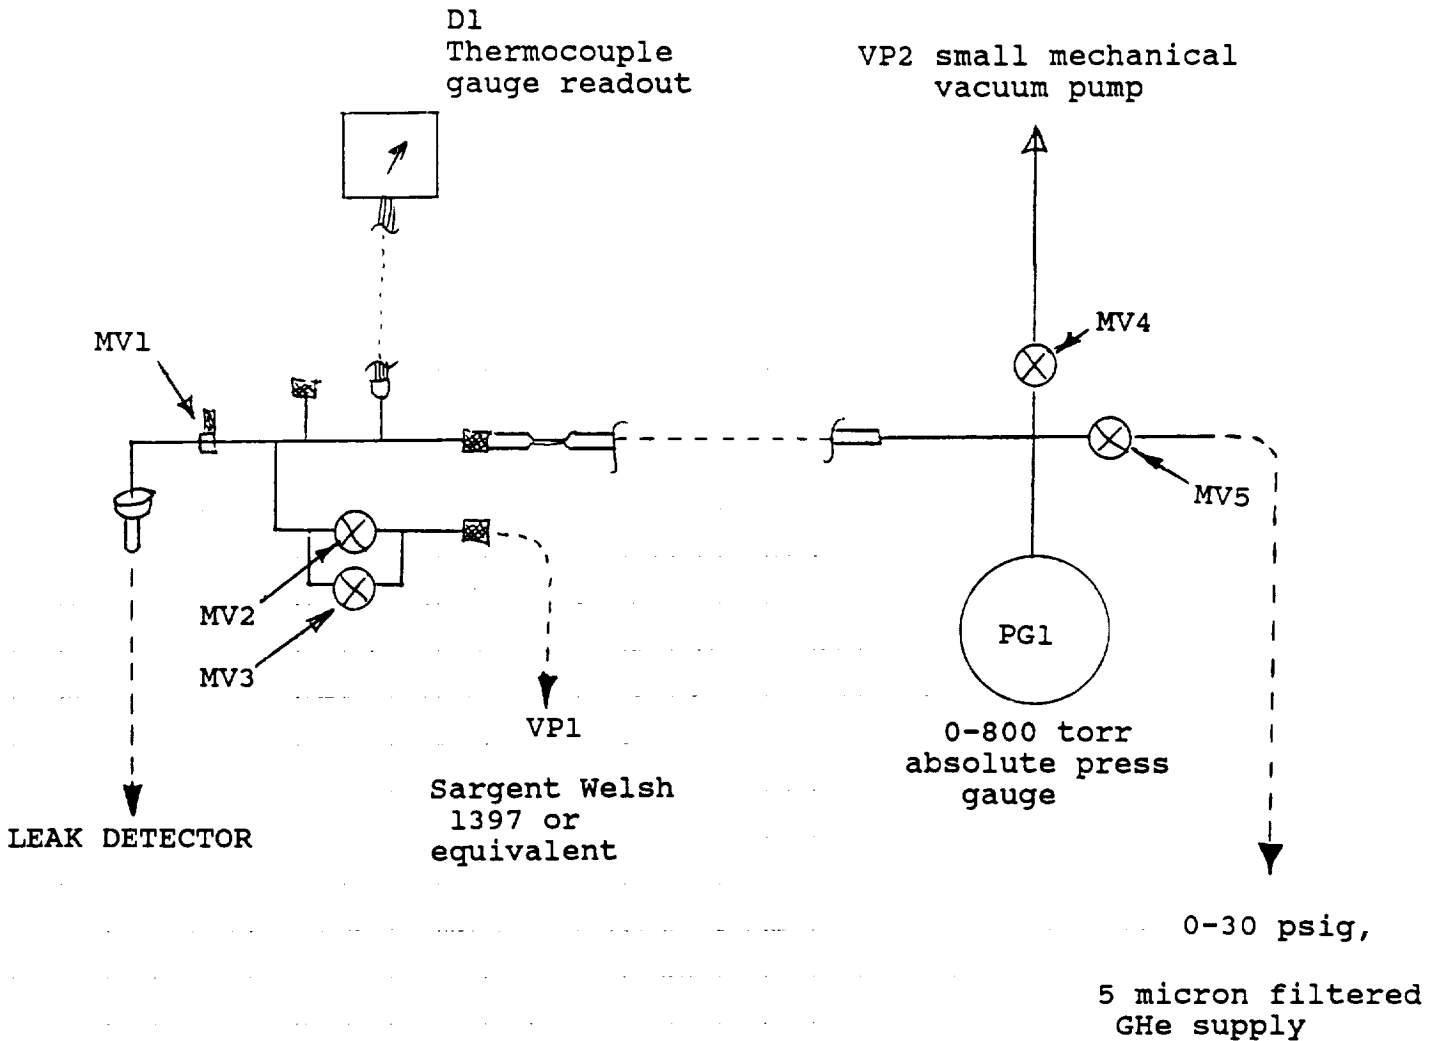 D1
Thermocouple
gauge readout
VP2 small mechanical
vacuum pump
MV1
MV4
MV5
MV2
MV3
PG1
VP1
0-800 torr
absolute press
gauge
Sargent Welsh
1397 or
equivalent
LEAK DETECTOR
0-30 psig,
5 micron filtered
GHe supply